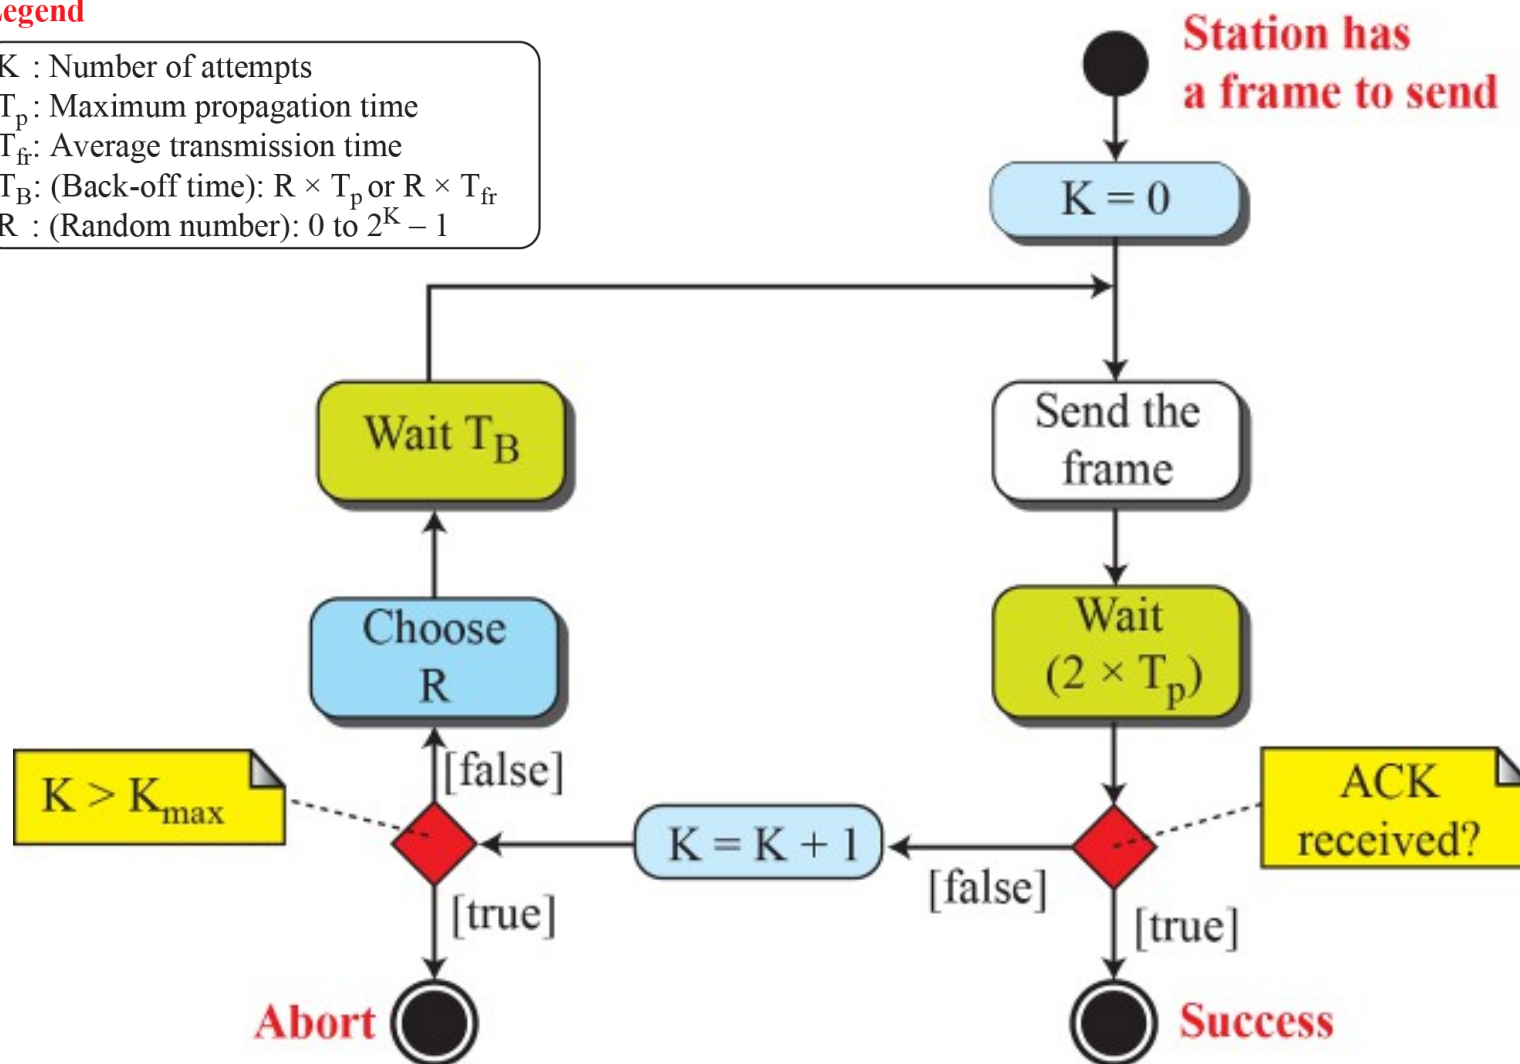 Legend
K : Number of attempts
Tp: Maximum propagation time
Tfr: Average transmission time
TB: (Back-off time): R × Tp or R × Tfr
R : (Random number): 0 to 2^K – 1
Station has
a frame to send
K = 0
Send the
frame
Wait
(2 × Tp)
ACK
received?
[true]
Success
[false]
K = K + 1
K > Kmax
[true]
Abort
[false]
Choose
R
Wait TB